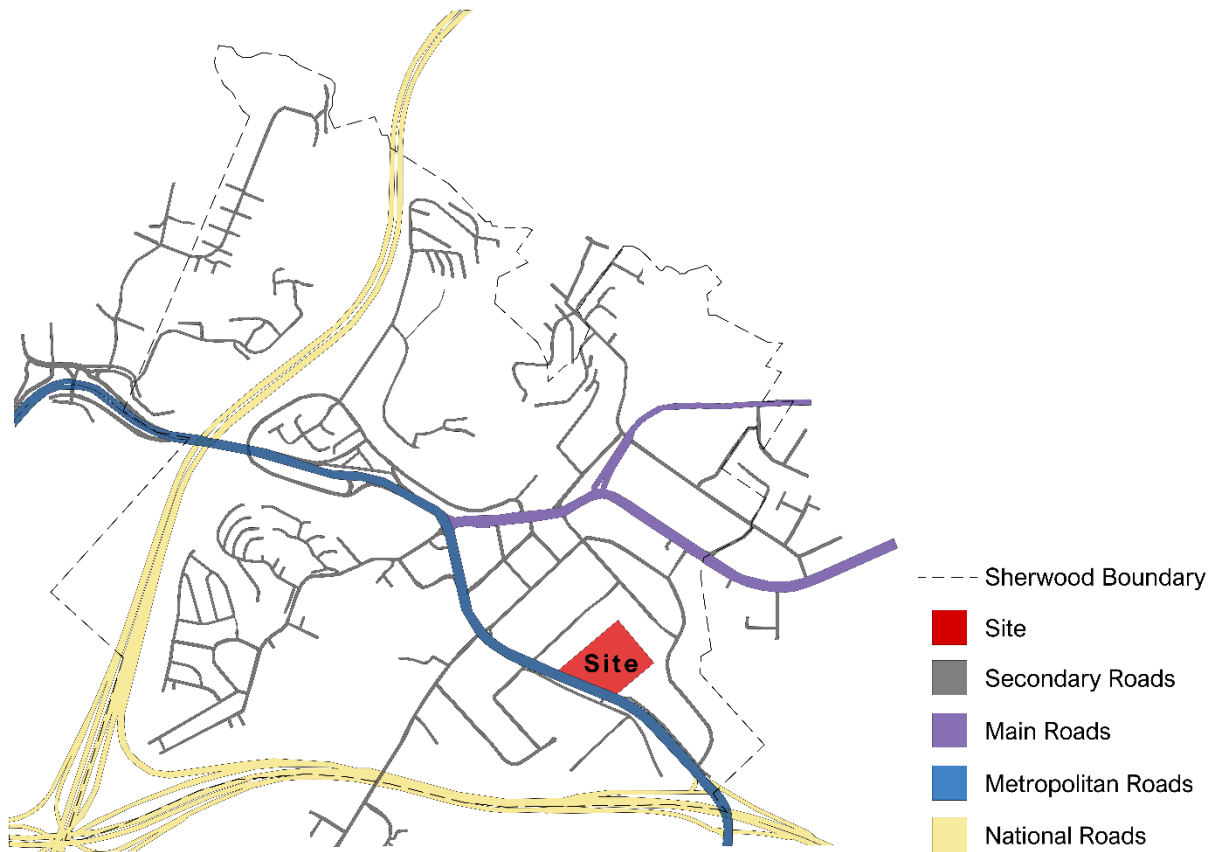 Site
Sherwood Boundary
Site
Secondary Roads
Main Roads
Metropolitan Roads
National Roads